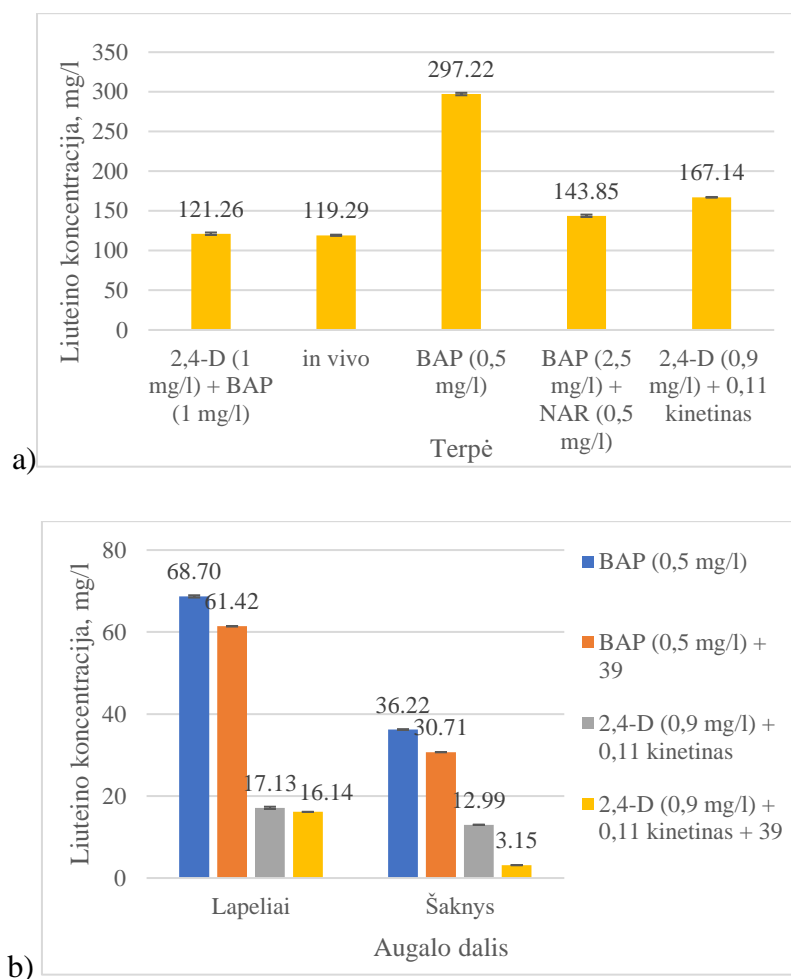 350
300
250
200
150
100
50
0
Liuteino koncentracija, mg/l
121.26
119.29
297.22
143.85
167.14
2,4-D (1
mg/l) + BAP
(1 mg/l)
in vivo
BAP (0,5
mg/l)
BAP (2,5
mg/l) +
NAR (0,5
mg/l)
2,4-D (0,9
mg/l) + 0,11
kinetinas
Terpė
a)
80
60
40
20
0
Liuteino koncentracija, mg/l
68.70
61.42
17.13
16.14
36.22
30.71
12.99
3.15
Lapeliai
Šaknys
Augalo dalis
BAP (0,5 mg/l)
BAP (0,5 mg/l) +
39
2,4-D (0,9 mg/l) +
0,11 kinetinas
2,4-D (0,9 mg/l) +
0,11 kinetinas + 39
b)